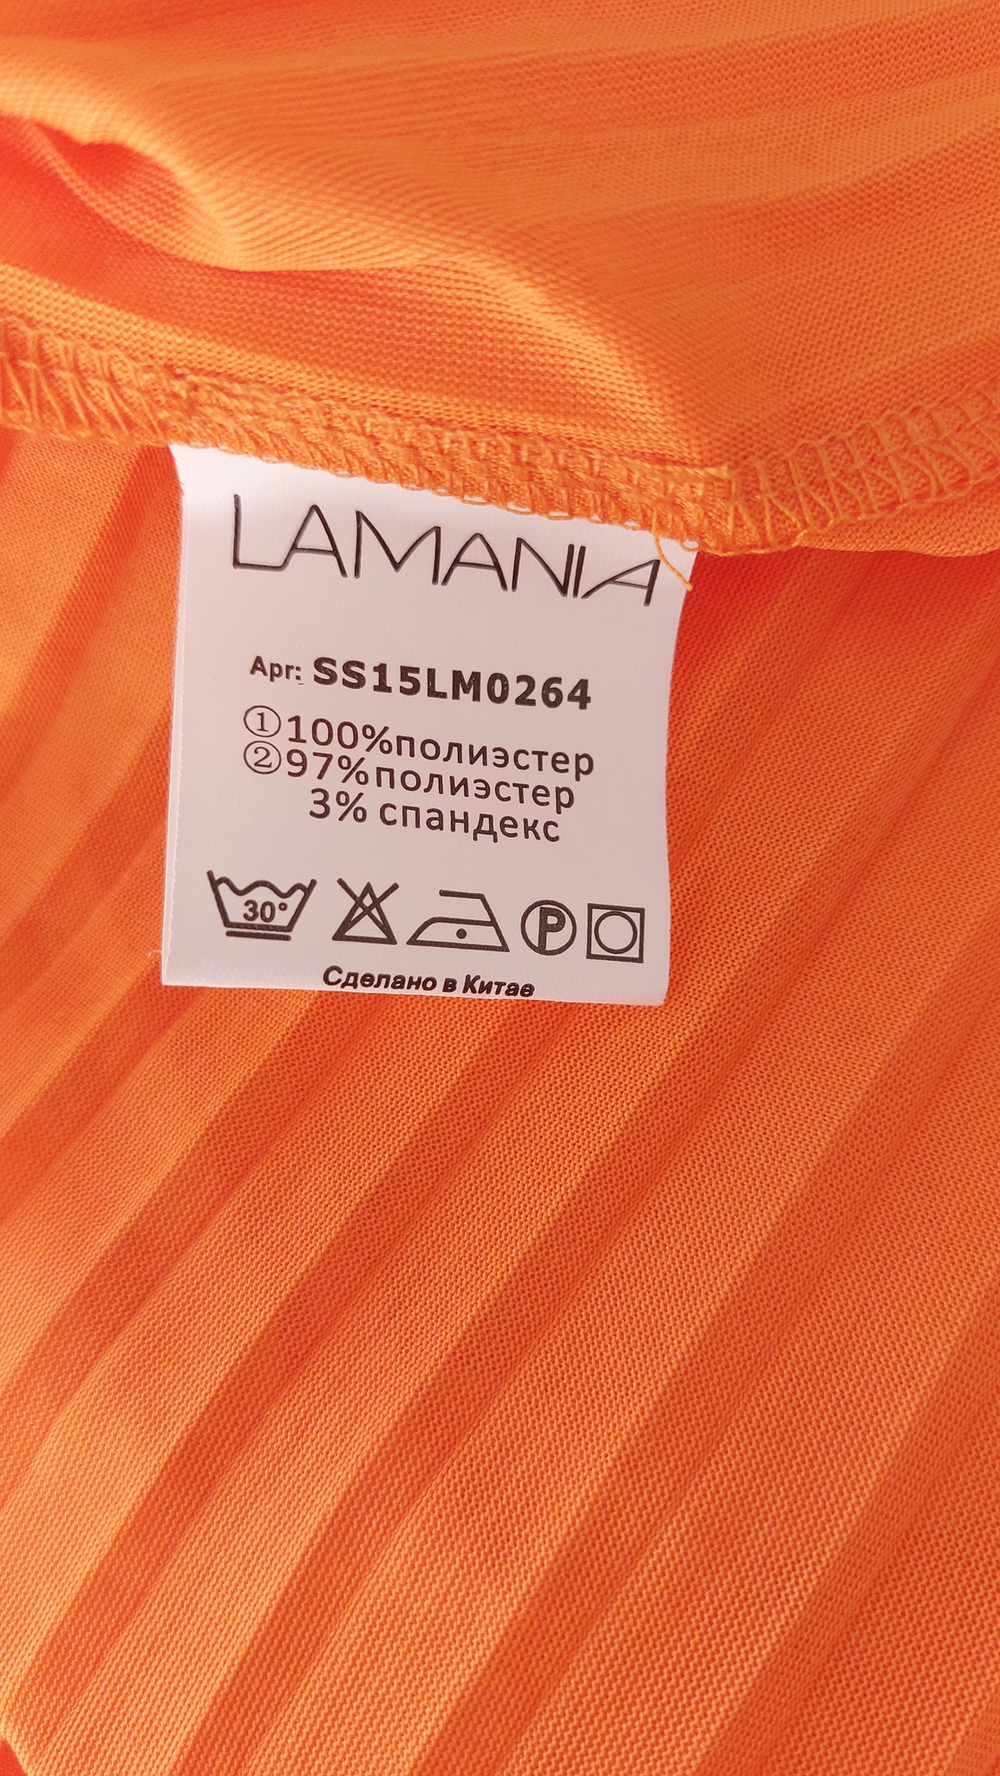 LAMANIA
Арт: SS15LM0264
①100%полиэстер
②97%полиэстер
3% спандекс
30°
P
Сделано в Китае